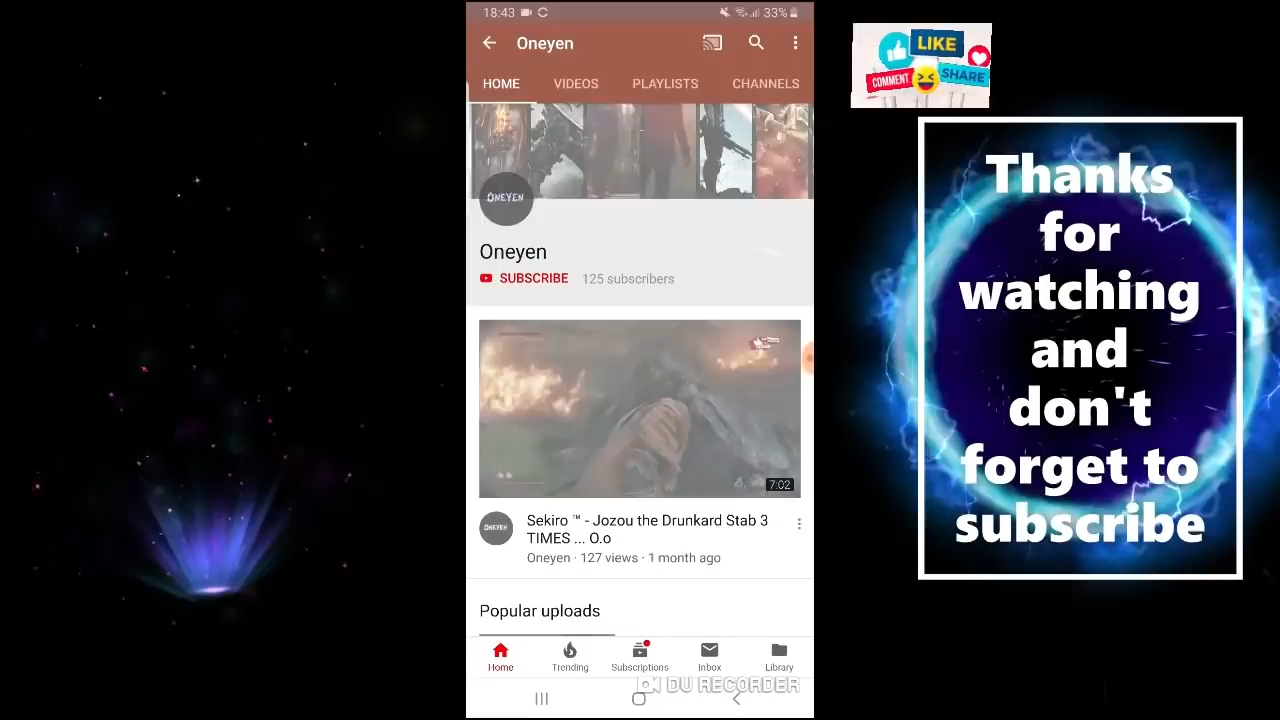 18:43
33%
Oneyen
HOME VIDEOS PLAYLISTS CHANNELS
ONEYEN
Oneyen
SUBSCRIBE 125 subscribers
7:02
ONEYEN
Sekiro ™ - Jozou the Drunkard Stab 3
TIMES ... O.o
Oneyen · 127 views · 1 month ago
Popular uploads
Home Trending Subscriptions Inbox Library
DU RECORDER
LIKE
COMMENT
SHARE
Thanks
for
watching
and
don't
forget to
subscribe